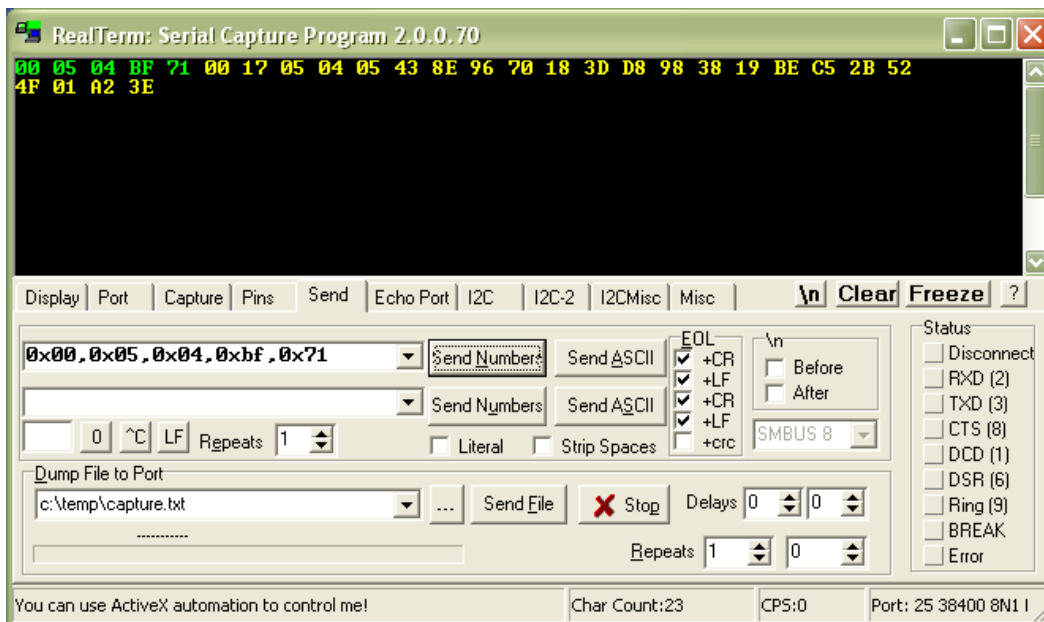 RealTerm: Serial Capture Program 2.0.0.70
00 05 04 BF 71 00 17 05 04 05 43 8E 96 70 18 3D D8 98 38 19 BE C5 2B 52
4F 01 A2 3E
Display Port Capture Pins Send Echo Port I2C I2C-2 I2CMisc Misc \n Clear Freeze ?
0x00,0x05,0x04,0xbf,0x71
Send Numbers
Send ASCII
Send Numbers
Send ASCII
EOL
+CR
+LF
+CR
+LF
+crc
\n
Before
After
SMBUS 8
0 ^C LF Repeats 1
Literal
Strip Spaces
Dump File to Port
c:\temp\capture.txt
... Send File
Stop
Delays 0 0
----------
Repeats 1 0
Status
Disconnect
RXD (2)
TXD (3)
CTS (8)
DCD (1)
DSR (6)
Ring (9)
BREAK
Error
You can use ActiveX automation to control me! Char Count:23 CPS:0 Port: 25 38400 8N1